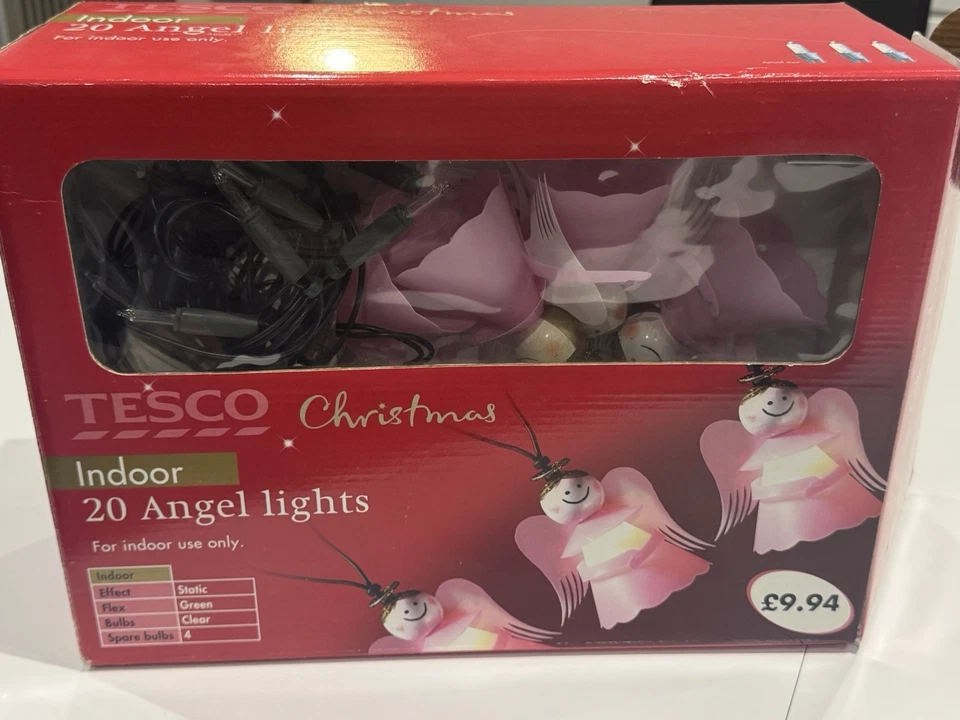 Indoor
20 Angel
For indoor use only.
TESCO Christmas
Indoor
20 Angel lights
For indoor use only.
Indoor
Effect Static
Flex Green
Bulbs Clear
Spare bulbs 4
£9.94